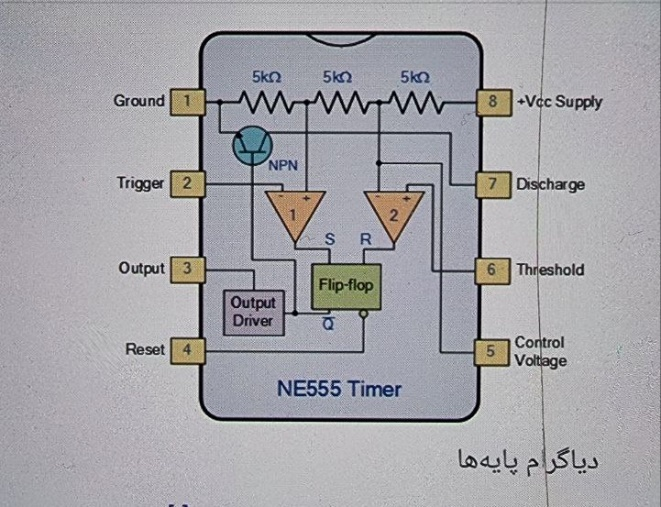 5kΩ 5kΩ 5kΩ
Ground 1 8 +Vcc Supply
NPN
Trigger 2 7 Discharge
- + - +
1 2
S R
Output 3 6 Threshold
Flip-flop
Output
Driver
Q̅
Reset 4 5 Control
Voltage
NE555 Timer
دیاگرام پایه‌ها